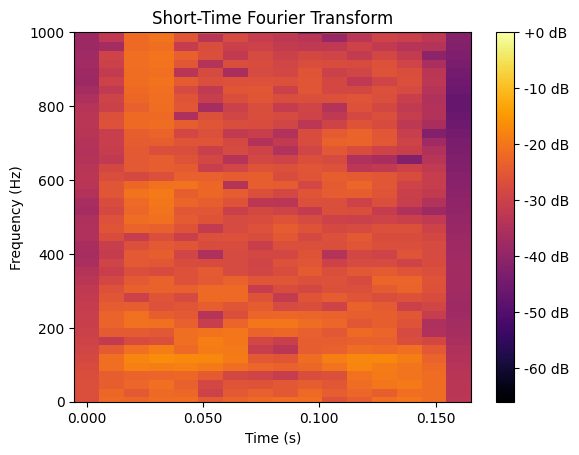 Short-Time Fourier Transform
1000
800
600
400
200
0
Frequency (Hz)
0.000
0.050
0.100
0.150
Time (s)
+0 dB
-10 dB
-20 dB
-30 dB
-40 dB
-50 dB
-60 dB